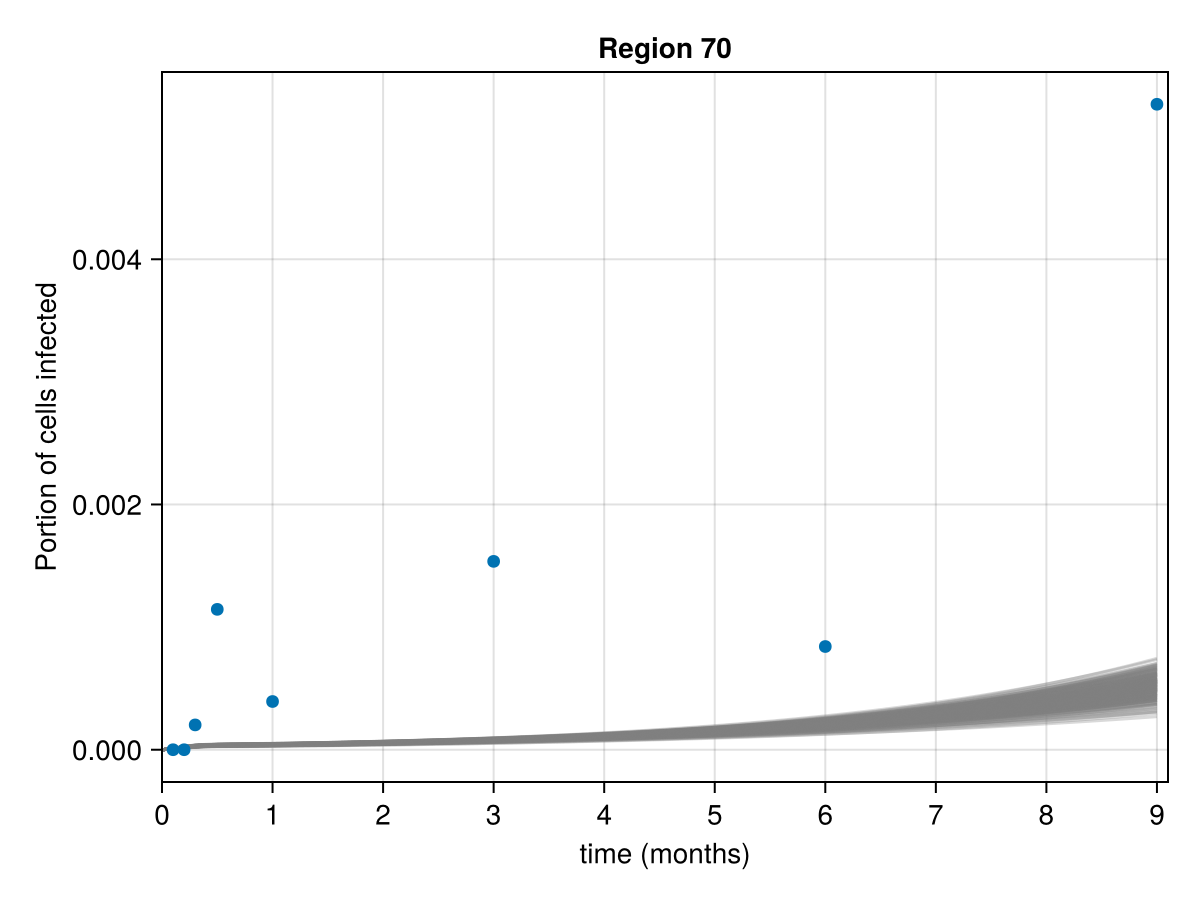 Region 70
Portion of cells infected
0.004
0.002
0.000
0 1 2 3 4 5 6 7 8 9
time (months)